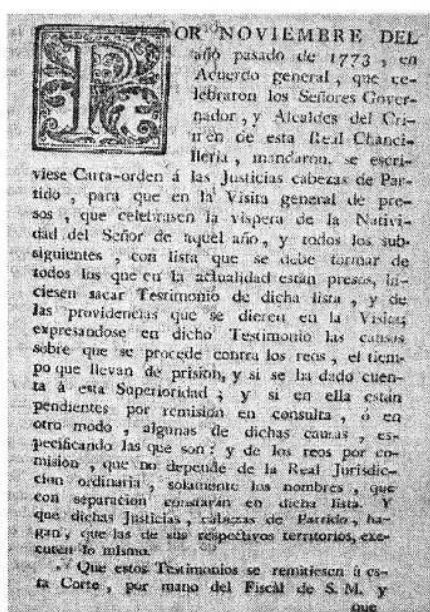 POR NOVIEMBRE DEL
año pasado de 1773, en
Acuerdo general, que ce-
lebraron los Señores Gover-
nador, y Alcaldes del Cri-
men de esta Real Chanci-
lleria, mandaron se escri-
viese Carta-orden á las Justicias cabezas de Par-
tido, para que en la Visita general de pre-
sos, que celebrasen la vispera de la Nativi-
dad del Señor de aquel año, y todos los sub-
siguientes, con lista que se debe formar de
todos los que en la actualidad están presos, hi-
ciesen sacar Testimonio de dicha lista, y de
las providencias que se dieren en la Visita;
expresandose en dicho Testimonio las causas
sobre que se procede contra los reos, el tiem-
po que llevan de prisión, y si se ha dado cuen-
ta á esta Superioridad; y si en ella están
pendientes por remisión en consulta, ó en
otro modo, algunas de dichas causas, es-
pecificando las que son: y de los reos por co-
mision, que no depende de la Real Jurisdic-
cion ordinaria, solamente los nombres, que
con separacion constarán en dicha lista. Y
que dichas Justicias, cabezas de Partido, ha-
gan, que las de sus respectivos territorios, exe-
cuten lo mismo.
Que estos Testimonios se remitiesen á es-
ta Corte, por mano del Fiscàl de S. M. y
que